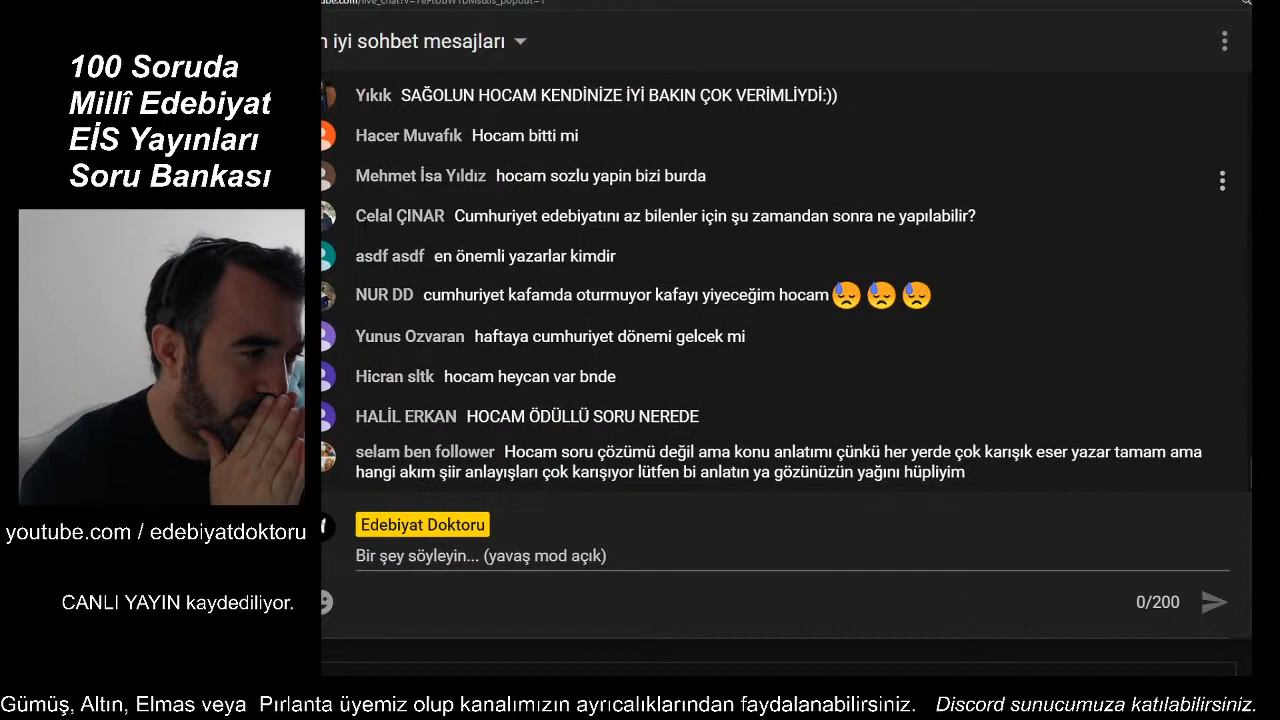 100 Soruda
Millî Edebiyat
EİS Yayınları
Soru Bankası
youtube.com / edebiyatdoktoru
CANLI YAYIN kaydediliyor.
n iyi sohbet mesajları
Yıkık SAĞOLUN HOCAM KENDİNİZE İYİ BAKIN ÇOK VERİMLİYDİ:))
Hacer Muvafık Hocam bitti mi
Mehmet İsa Yıldız hocam sozlu yapin bizi burda
Celal ÇINAR Cumhuriyet edebiyatını az bilenler için şu zamandan sonra ne yapılabilir?
asdf asdf en önemli yazarlar kimdir
NUR DD cumhuriyet kafamda oturmuyor kafayı yiyeceğim hocam
Yunus Ozvaran haftaya cumhuriyet dönemi gelcek mi
Hicran sltk hocam heycan var bnde
HALİL ERKAN HOCAM ÖDÜLLÜ SORU NEREDE
selam ben follower Hocam soru çözümü değil ama konu anlatımı çünkü her yerde çok karışık eser yazar tamam ama
hangi akım şiir anlayışları çok karışıyor lütfen bi anlatın ya gözünüzün yağını hüpliyim
Edebiyat Doktoru
Bir şey söyleyin... (yavaş mod açık)
0/200
Gümüş, Altın, Elmas veya Pırlanta üyemiz olup kanalımızın ayrıcalıklarından faydalanabilirsiniz. Discord sunucumuza katılabilirsiniz.